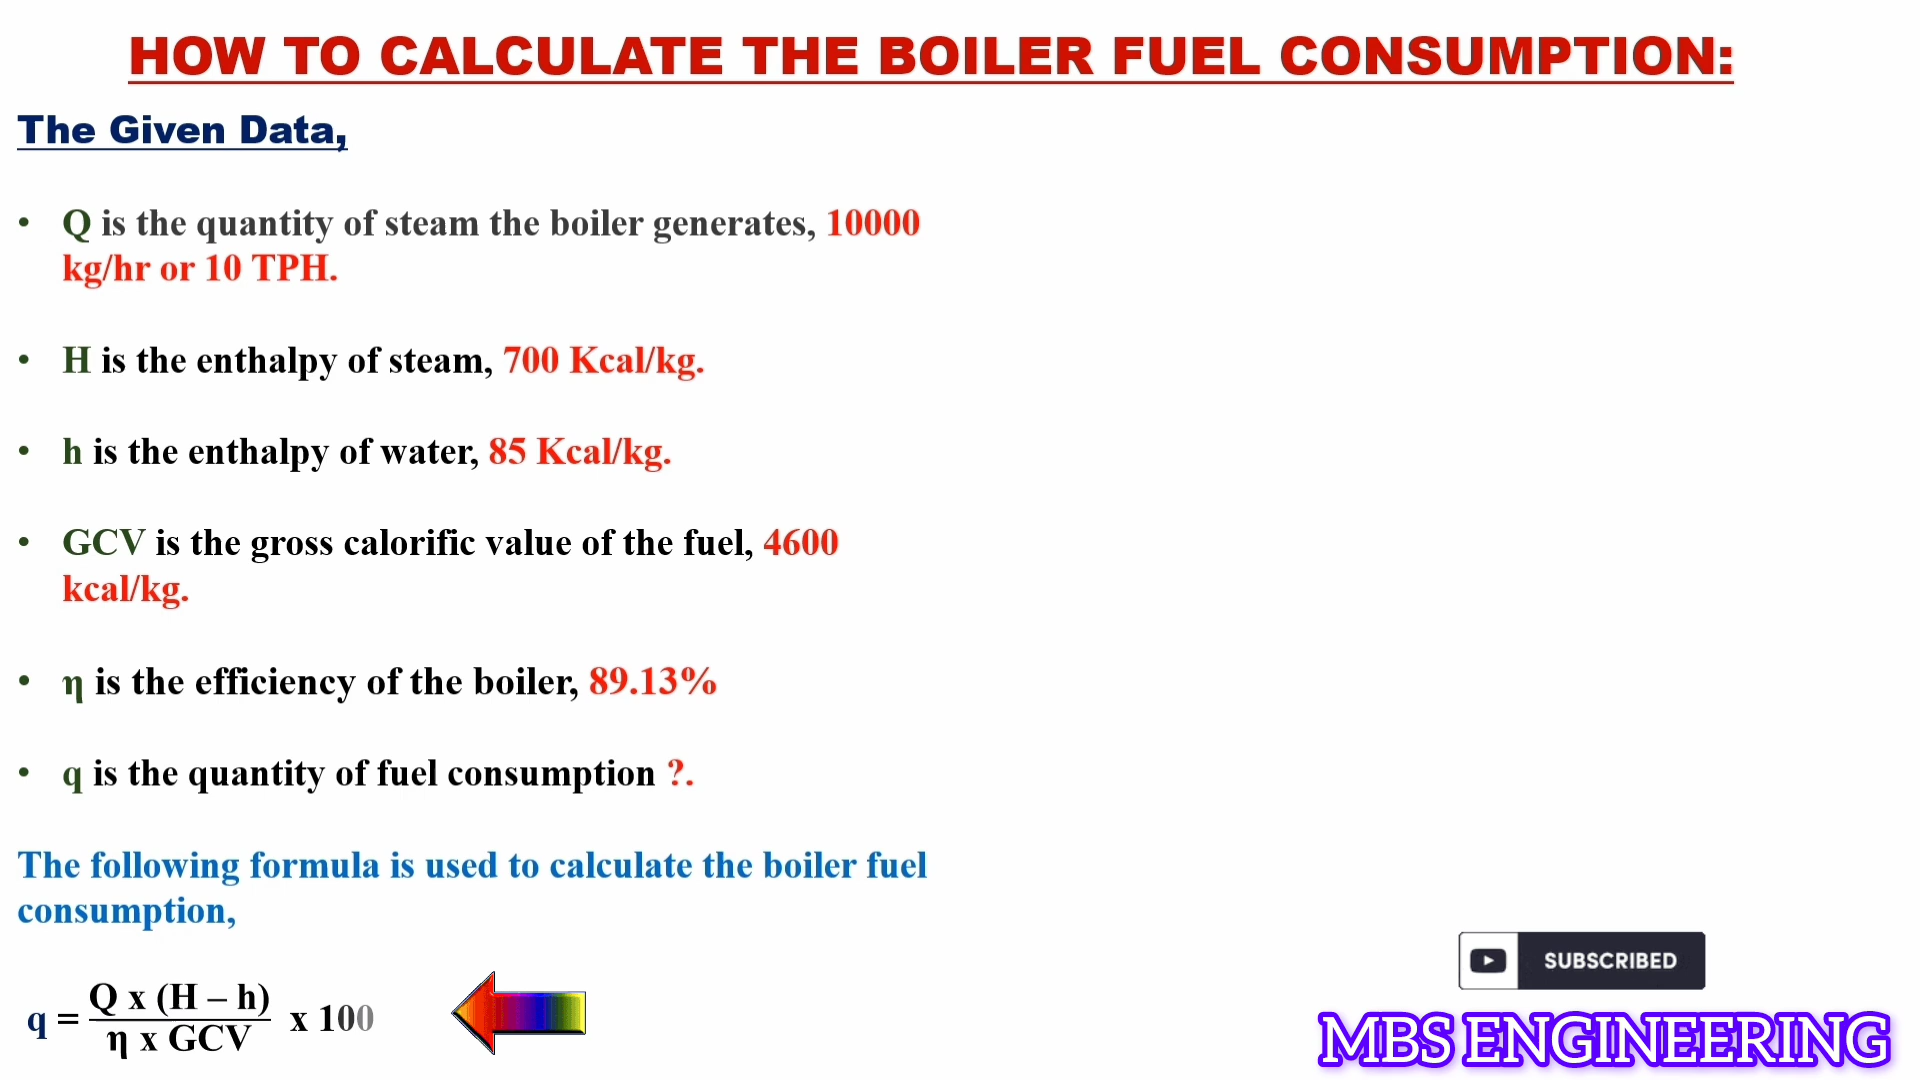 HOW TO CALCULATE THE BOILER FUEL CONSUMPTION:
The Given Data,
• Q is the quantity of steam the boiler generates, 10000
kg/hr or 10 TPH.
• H is the enthalpy of steam, 700 Kcal/kg.
• h is the enthalpy of water, 85 Kcal/kg.
• GCV is the gross calorific value of the fuel, 4600
kcal/kg.
• η is the efficiency of the boiler, 89.13%
• q is the quantity of fuel consumption ?.
The following formula is used to calculate the boiler fuel
consumption,
Q x (H – h)
q = x 100
η x GCV
SUBSCRIBED
MBS ENGINEERING